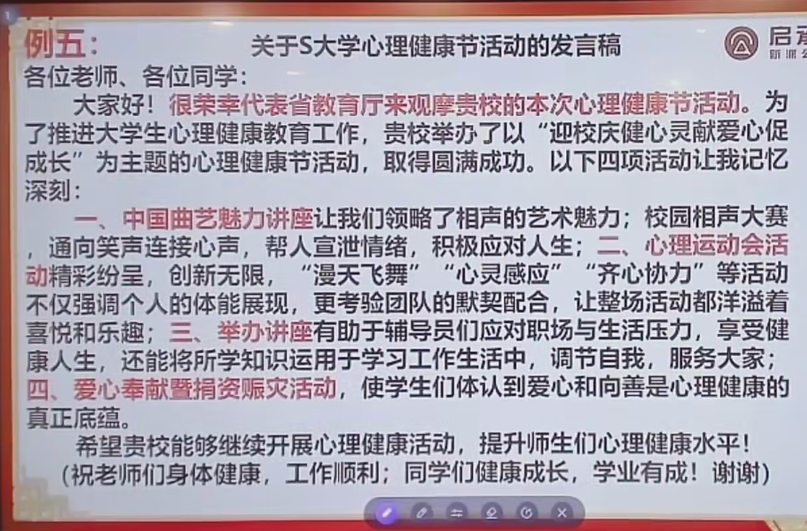 例五：
关于S大学心理健康节活动的发言稿
启承
各位老师、各位同学：
大家好！很荣幸代表省教育厅来观摩贵校的本次心理健康节活动。为
了推进大学生心理健康教育工作，贵校举办了以“迎校庆健心灵献爱心促
成长”为主题的心理健康节活动，取得圆满成功。以下四项活动让我记忆
深刻：
一、中国曲艺魅力讲座让我们领略了相声的艺术魅力；校园相声大赛
，通向笑声连接心声，帮人宣泄情绪，积极应对人生；二、心理运动会活
动精彩纷呈，创新无限，“漫天飞舞”“心灵感应”“齐心协力”等活动
不仅强调个人的体能展现，更考验团队的默契配合，让整场活动都洋溢着
喜悦和乐趣；三、举办讲座有助于辅导员们应对职场与生活压力，享受健
康人生，还能将所学知识运用于学习工作生活中，调节自我，服务大家；
四、爱心奉献暨捐资赈灾活动，使学生们体认到爱心和向善是心理健康的
真正底蕴。
希望贵校能够继续开展心理健康活动，提升师生们心理健康水平！
（祝老师们身体健康，工作顺利；同学们健康成长，学业有成！谢谢）